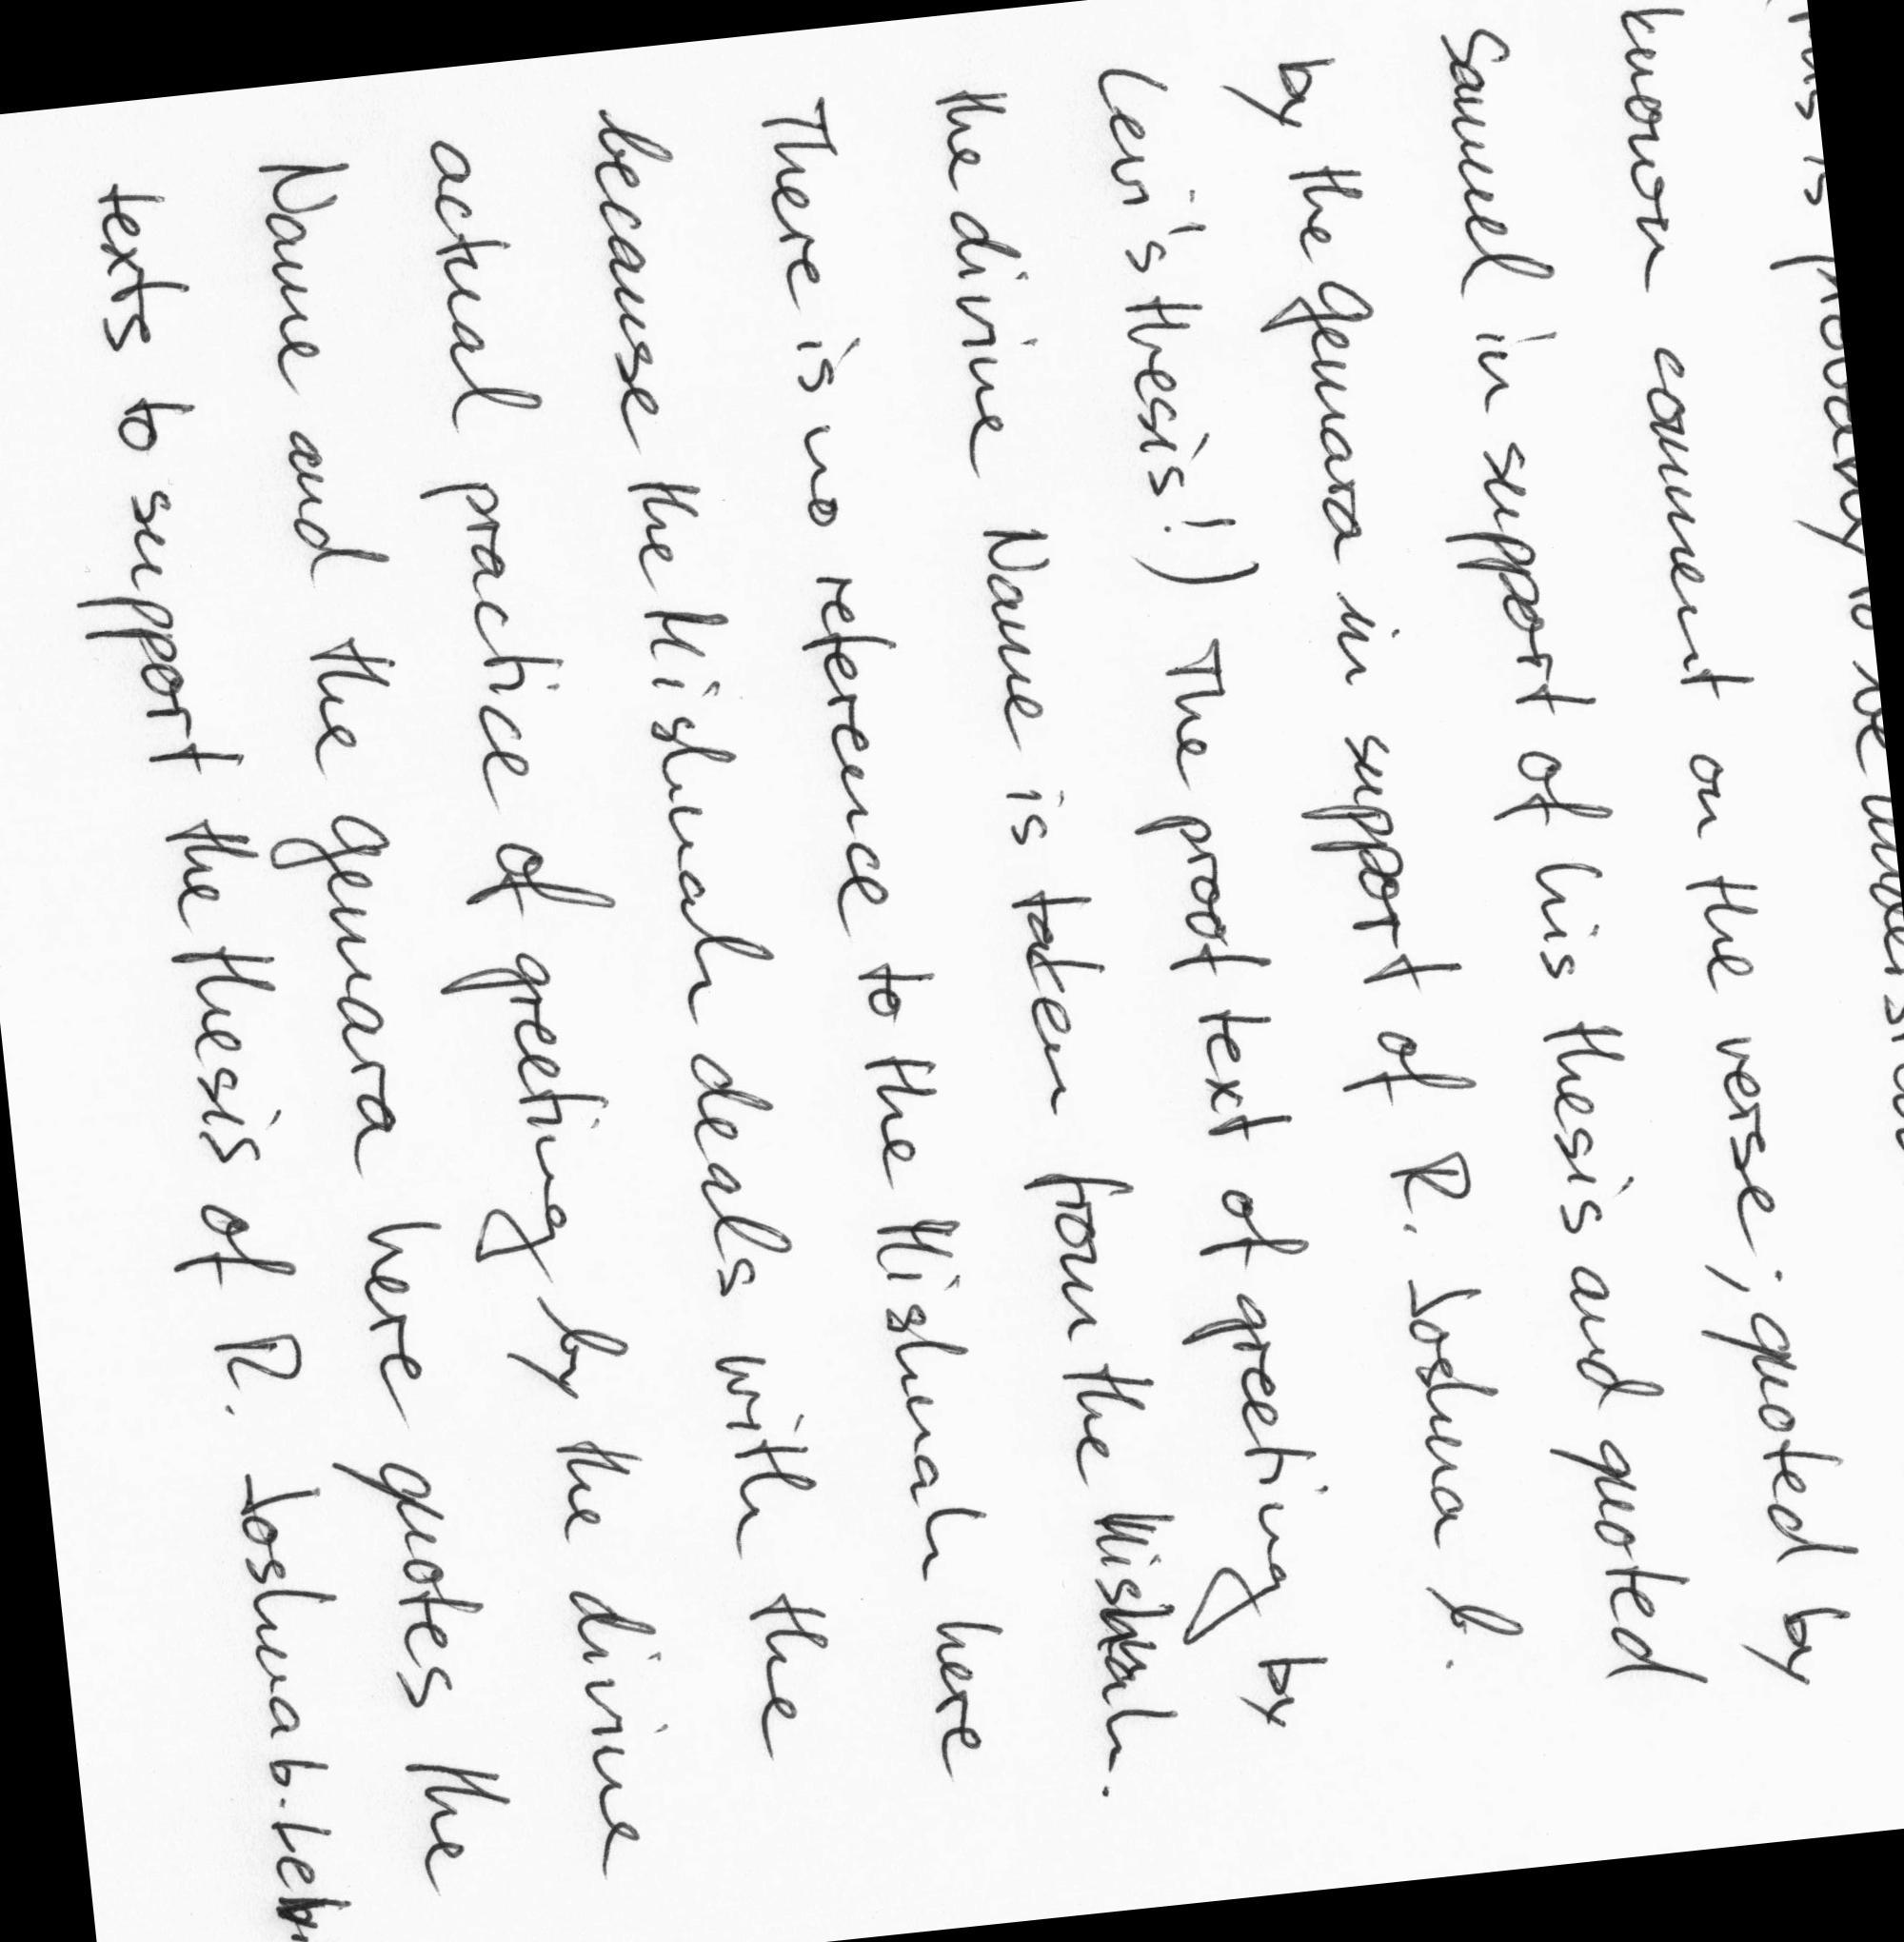 This is probably to be
known comment on the verse; quoted by
Samuel in support of his thesis and quoted
by the gemara in support of R. Joshua b.
Levi's thesis!) The proof text of greeting by
the divine Name is taken from the Mishnah.
There is no reference to the Mishnah here
because the Mishnah deals with the
actual practice of greeting by the divine
Name and the gemara here quotes the
texts to support the thesis of R. Joshua b. Levi